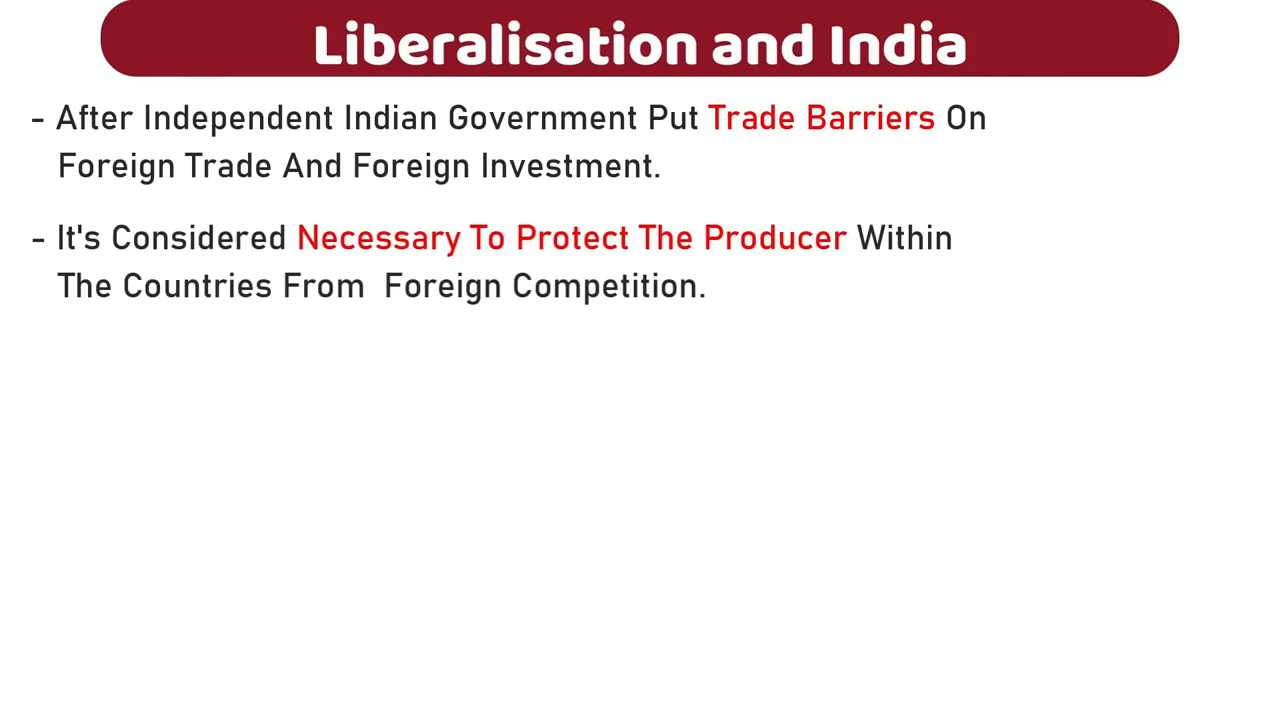 Liberalisation and India
- After Independent Indian Government Put Trade Barriers On
Foreign Trade And Foreign Investment.
- It's Considered Necessary To Protect The Producer Within
The Countries From  Foreign Competition.